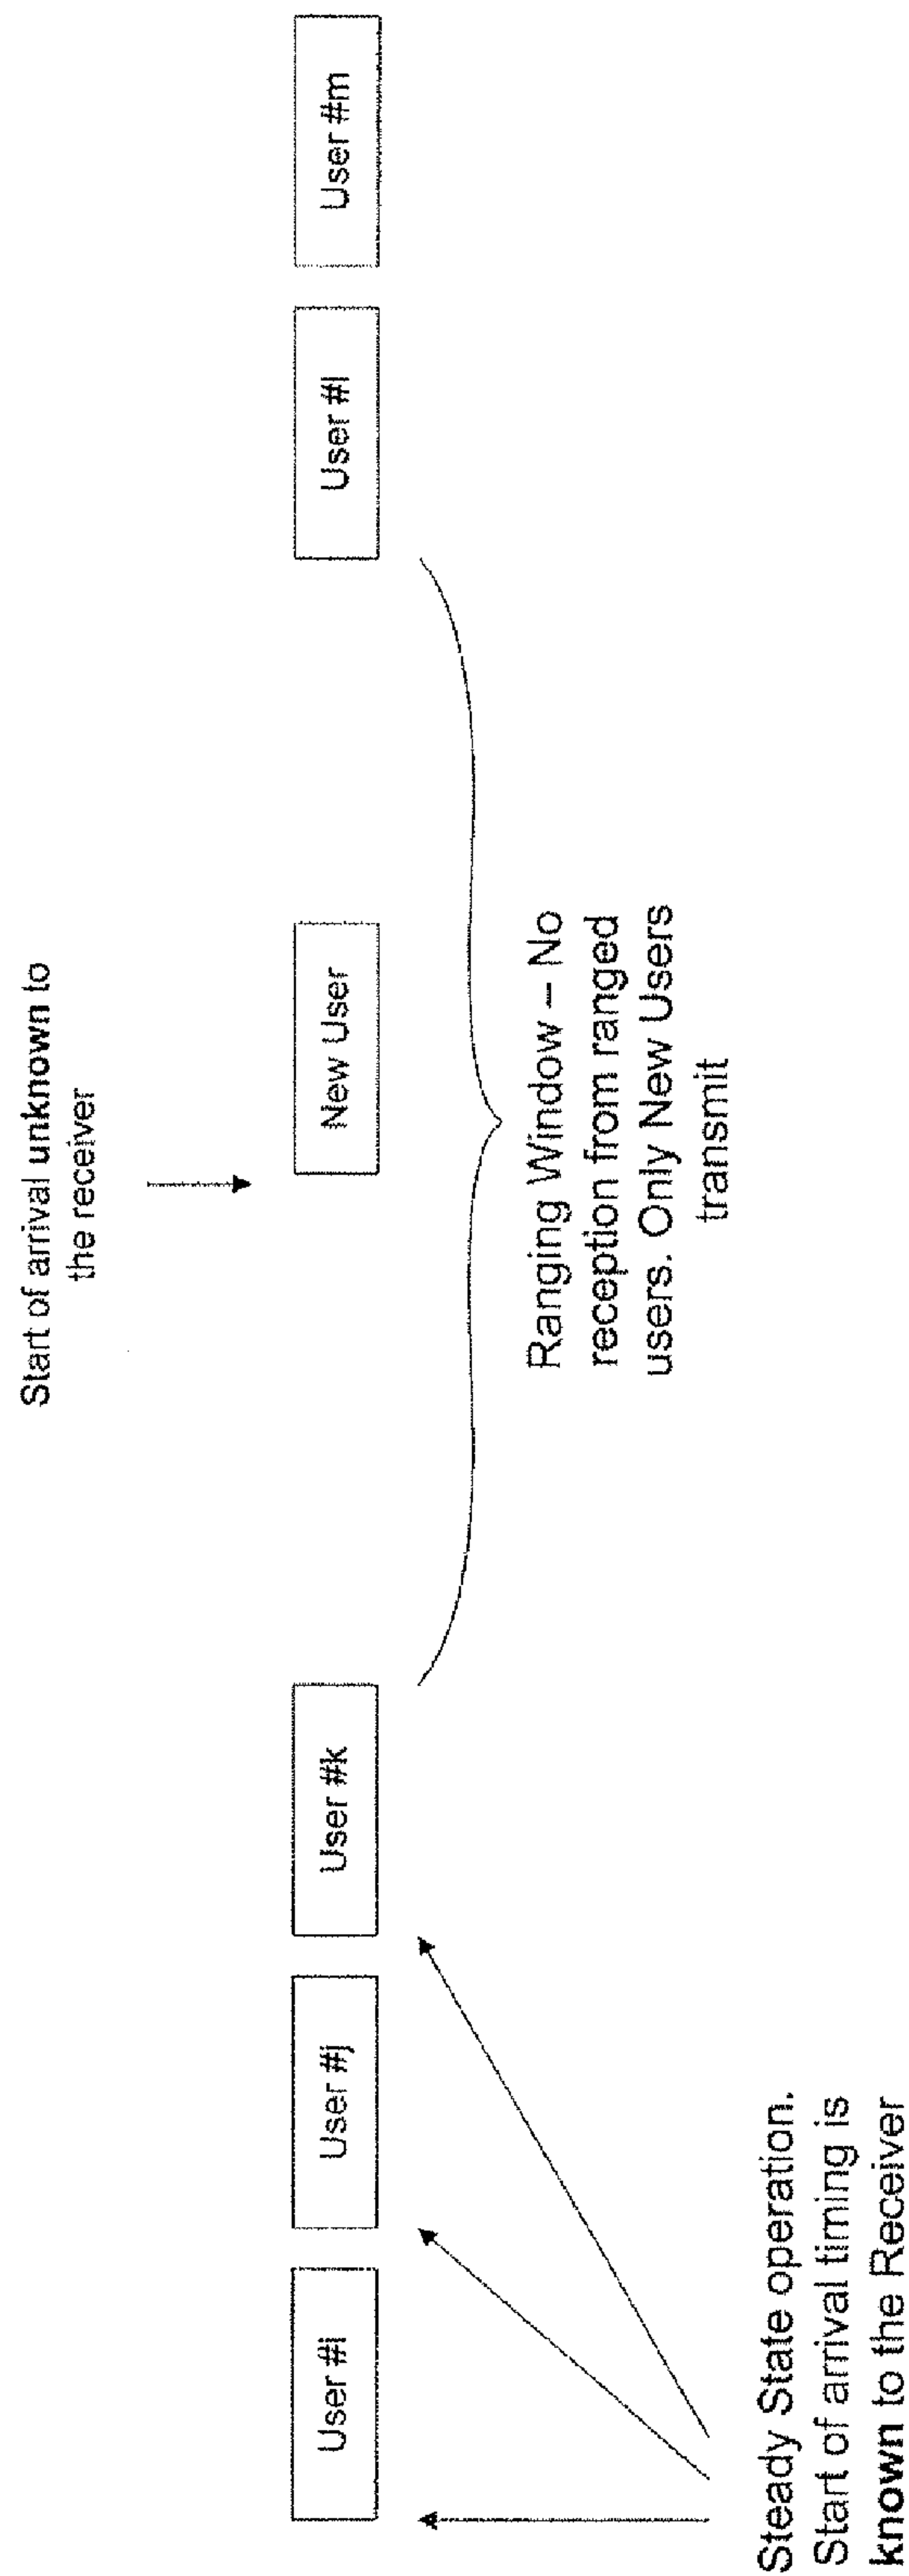 Start of arrival unknown to
the receiver
User #i
User #j
User #k
New User
User #l
User #m
Ranging Window – No
reception from ranged
users. Only New Users
transmit
Steady State operation.
Start of arrival timing is
known to the Receiver